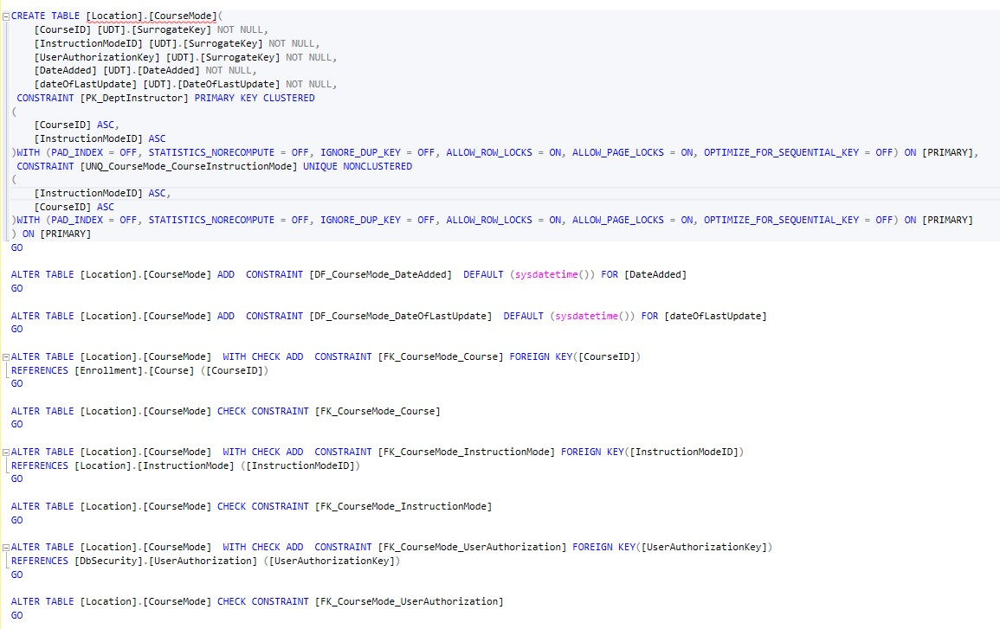 CREATE TABLE [Location].[CourseMode](
[CourseID] [UDT].[SurrogateKey] NOT NULL,
[InstructionModeID] [UDT].[SurrogateKey] NOT NULL,
[UserAuthorizationKey] [UDT].[SurrogateKey] NOT NULL,
[DateAdded] [UDT].[DateAdded] NOT NULL,
[dateOfLastUpdate] [UDT].[DateOfLastUpdate] NOT NULL,
CONSTRAINT [PK_DeptInstructor] PRIMARY KEY CLUSTERED
(
[CourseID] ASC,
[InstructionModeID] ASC
)WITH (PAD_INDEX = OFF, STATISTICS_NORECOMPUTE = OFF, IGNORE_DUP_KEY = OFF, ALLOW_ROW_LOCKS = ON, ALLOW_PAGE_LOCKS = ON, OPTIMIZE_FOR_SEQUENTIAL_KEY = OFF) ON [PRIMARY],
CONSTRAINT [UNQ_CourseMode_CourseInstructionMode] UNIQUE NONCLUSTERED
(
[InstructionModeID] ASC,
[CourseID] ASC
)WITH (PAD_INDEX = OFF, STATISTICS_NORECOMPUTE = OFF, IGNORE_DUP_KEY = OFF, ALLOW_ROW_LOCKS = ON, ALLOW_PAGE_LOCKS = ON, OPTIMIZE_FOR_SEQUENTIAL_KEY = OFF) ON [PRIMARY]
) ON [PRIMARY]
GO
ALTER TABLE [Location].[CourseMode] ADD  CONSTRAINT [DF_CourseMode_DateAdded]  DEFAULT (sysdatetime()) FOR [DateAdded]
GO
ALTER TABLE [Location].[CourseMode] ADD  CONSTRAINT [DF_CourseMode_DateOfLastUpdate]  DEFAULT (sysdatetime()) FOR [dateOfLastUpdate]
GO
ALTER TABLE [Location].[CourseMode]  WITH CHECK ADD  CONSTRAINT [FK_CourseMode_Course] FOREIGN KEY([CourseID])
REFERENCES [Enrollment].[Course] ([CourseID])
GO
ALTER TABLE [Location].[CourseMode] CHECK CONSTRAINT [FK_CourseMode_Course]
GO
ALTER TABLE [Location].[CourseMode]  WITH CHECK ADD  CONSTRAINT [FK_CourseMode_InstructionMode] FOREIGN KEY([InstructionModeID])
REFERENCES [Location].[InstructionMode] ([InstructionModeID])
GO
ALTER TABLE [Location].[CourseMode] CHECK CONSTRAINT [FK_CourseMode_InstructionMode]
GO
ALTER TABLE [Location].[CourseMode]  WITH CHECK ADD  CONSTRAINT [FK_CourseMode_UserAuthorization] FOREIGN KEY([UserAuthorizationKey])
REFERENCES [DbSecurity].[UserAuthorization] ([UserAuthorizationKey])
GO
ALTER TABLE [Location].[CourseMode] CHECK CONSTRAINT [FK_CourseMode_UserAuthorization]
GO